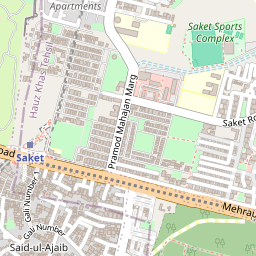 Apartments
Saket Sports
Complex
Hauz Khas Tehsil
Pramod Mahajan Marg
Saket Ro
oad
Saket
Mehrau
Gali Number 1
Gali Number
Said-ul-Ajaib